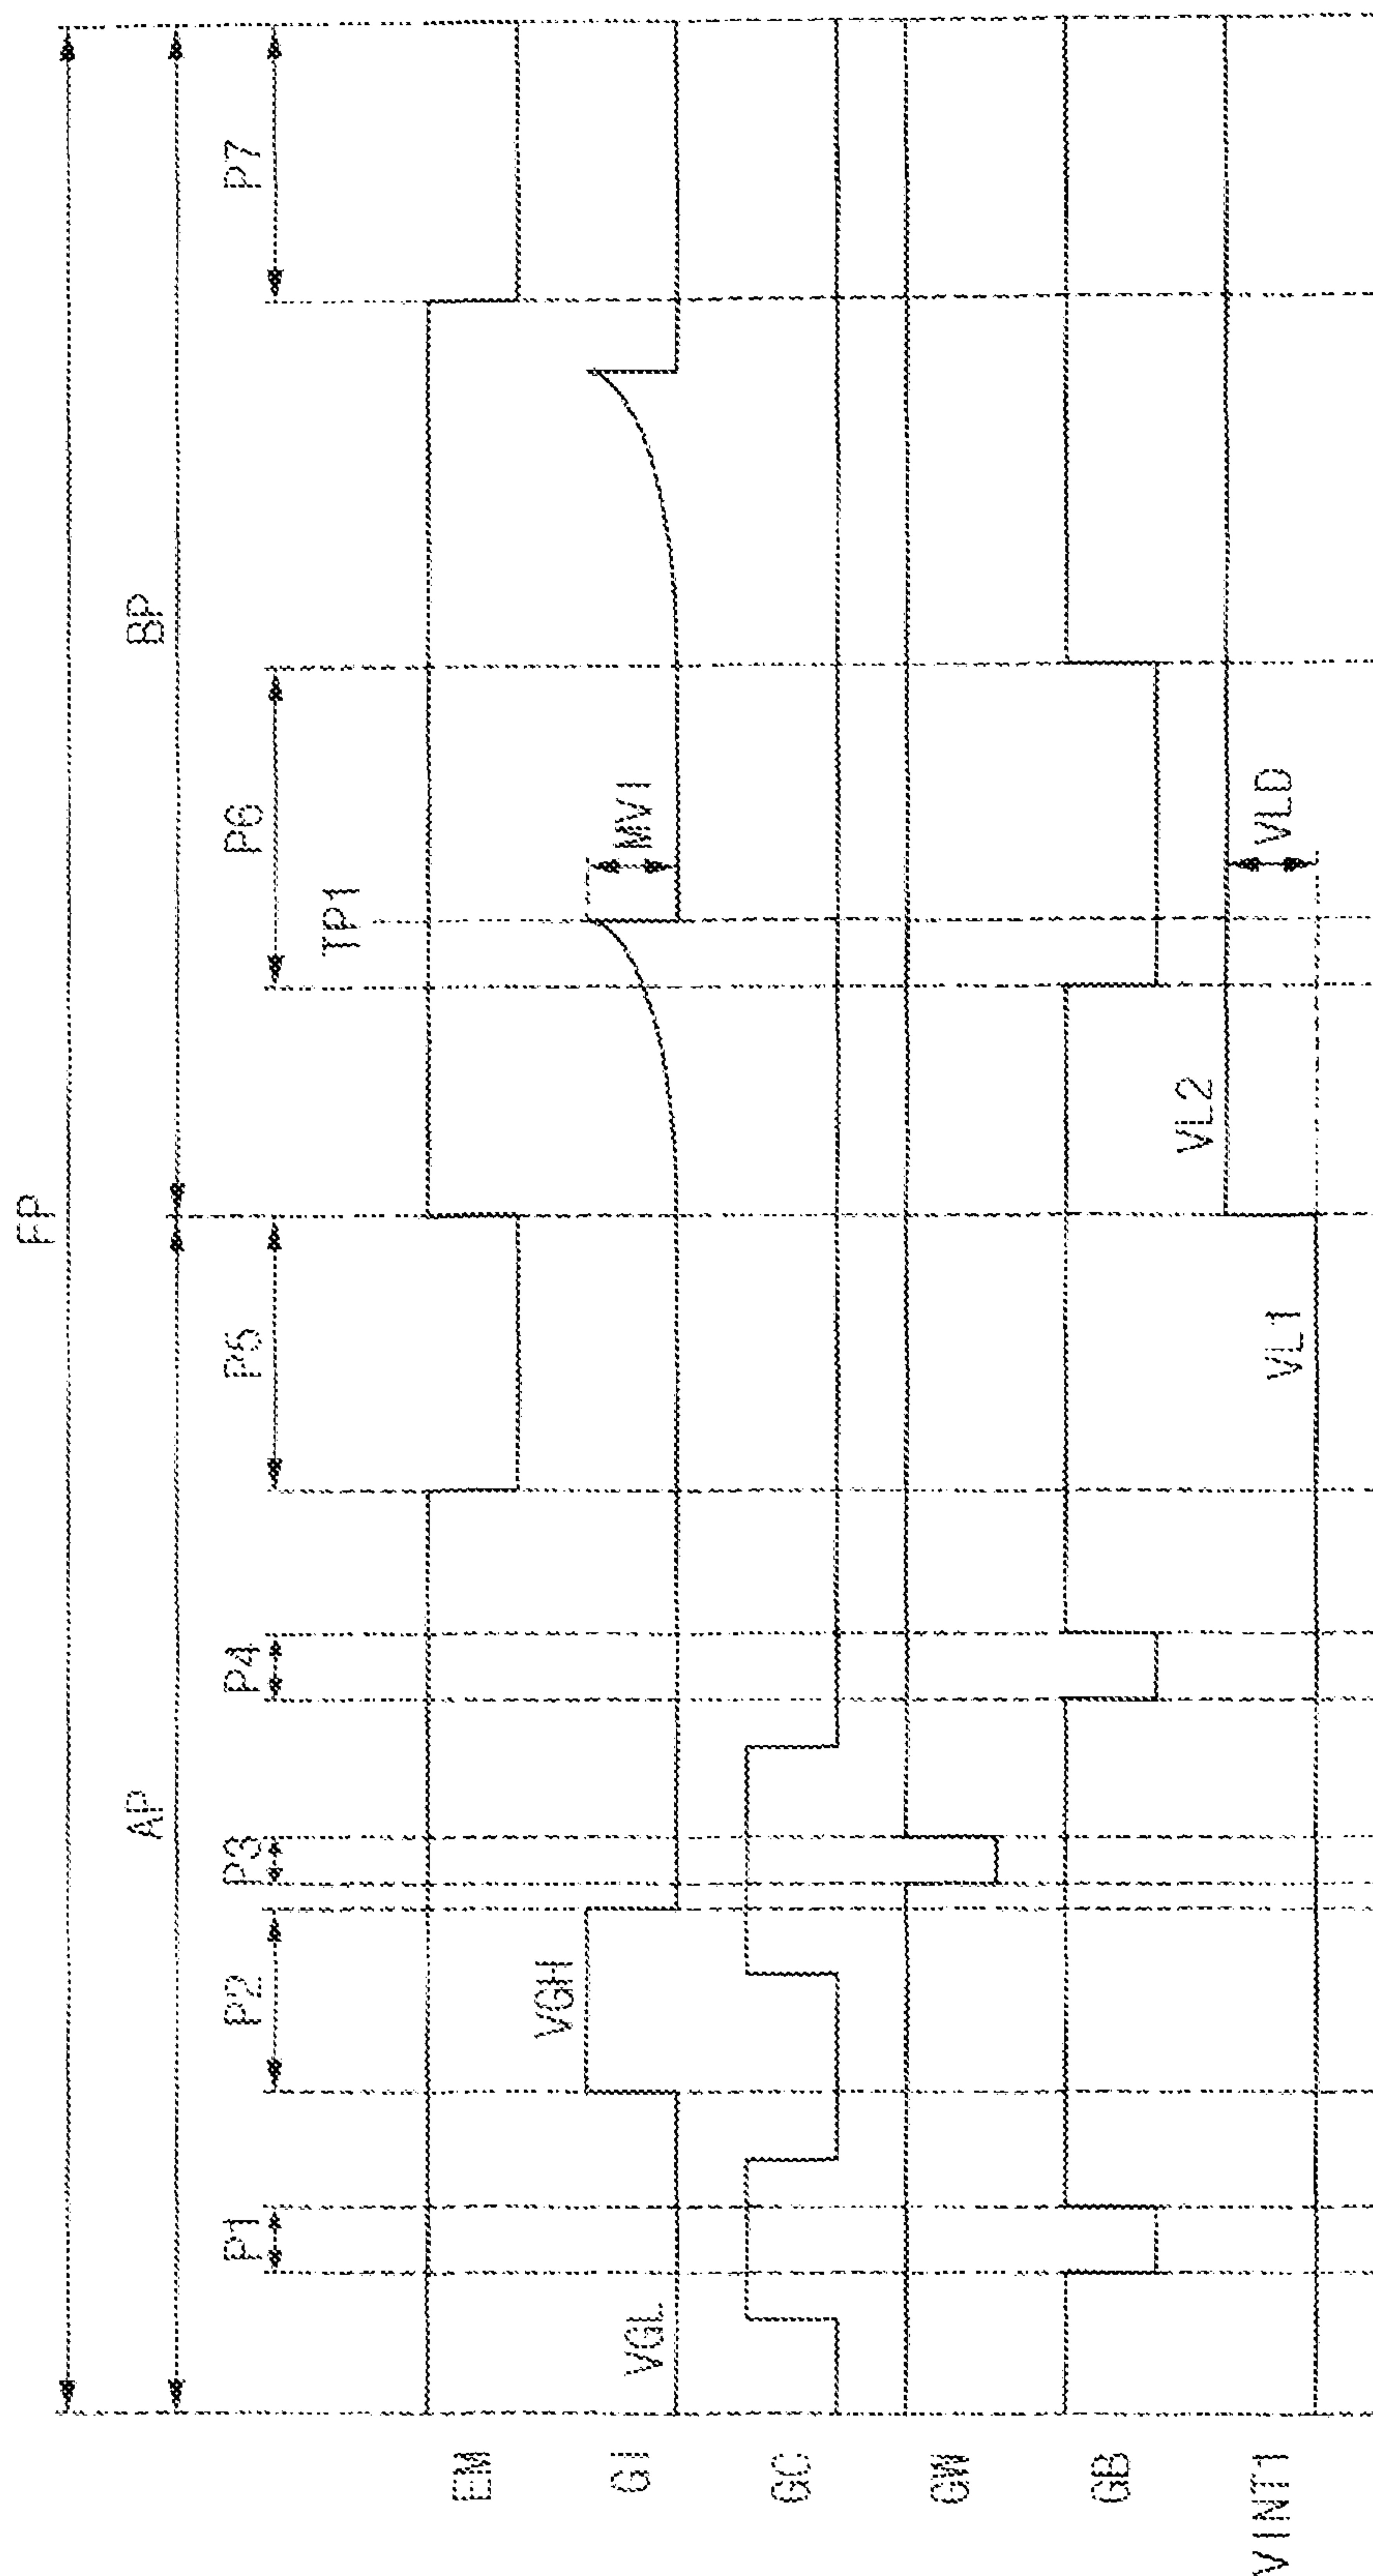 FP
AP BP
P1 P2 P3 P4 P5 P6 P7
TP1
EM
VGH MV1
GI VGL
GC
GW
GB
VL2
VINT1 VL1 VLD